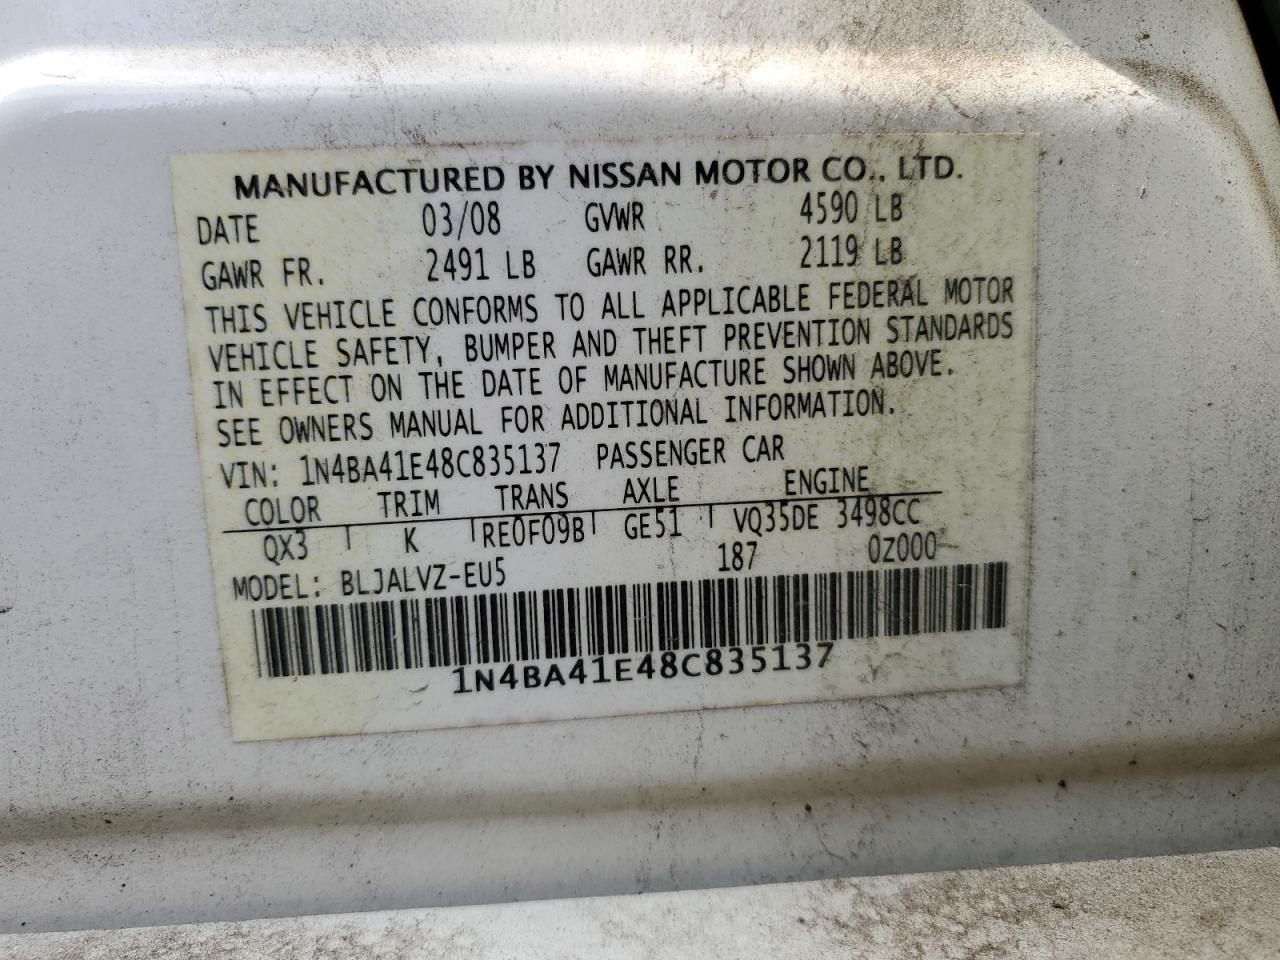 MANUFACTURED BY NISSAN MOTOR CO., LTD.
DATE 03/08 GVWR 4590 LB
GAWR FR. 2491 LB GAWR RR. 2119 LB
THIS VEHICLE CONFORMS TO ALL APPLICABLE FEDERAL MOTOR
VEHICLE SAFETY, BUMPER AND THEFT PREVENTION STANDARDS
IN EFFECT ON THE DATE OF MANUFACTURE SHOWN ABOVE.
SEE OWNERS MANUAL FOR ADDITIONAL INFORMATION.
VIN: 1N4BA41E48C835137 PASSENGER CAR
COLOR TRIM TRANS AXLE ENGINE
QX3 K RE0F09B GE51 VQ35DE 3498CC
MODEL: BLJALVZ-EU5 187 0Z000
1N4BA41E48C835137